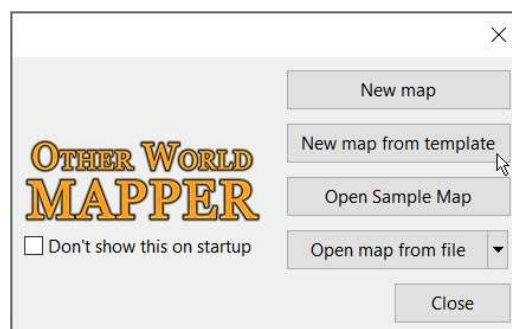 New map
OTHER WORLD
MAPPER
New map from template
Open Sample Map
Don't show this on startup
Open map from file
Close